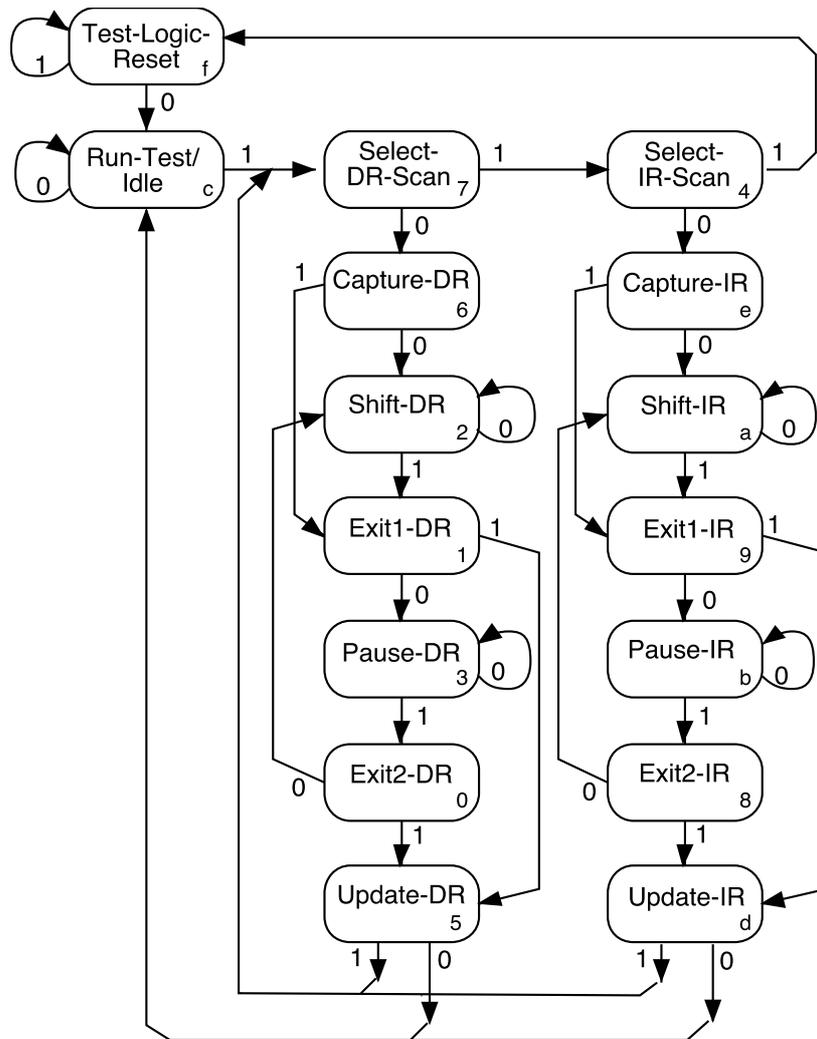 Test-Logic-
Reset
f
1
0
Run-Test/
Idle
c
0
1
Select-
DR-Scan
7
1
Select-
IR-Scan
4
1
0
0
Capture-DR
6
1
0
Capture-IR
e
1
0
Shift-DR
2
0
1
Shift-IR
a
0
1
Exit1-DR
1
1
0
Exit1-IR
9
1
0
Pause-DR
3
0
1
Pause-IR
b
0
1
Exit2-DR
0
0
1
Exit2-IR
8
0
1
Update-DR
5
1
0
Update-IR
d
1
0